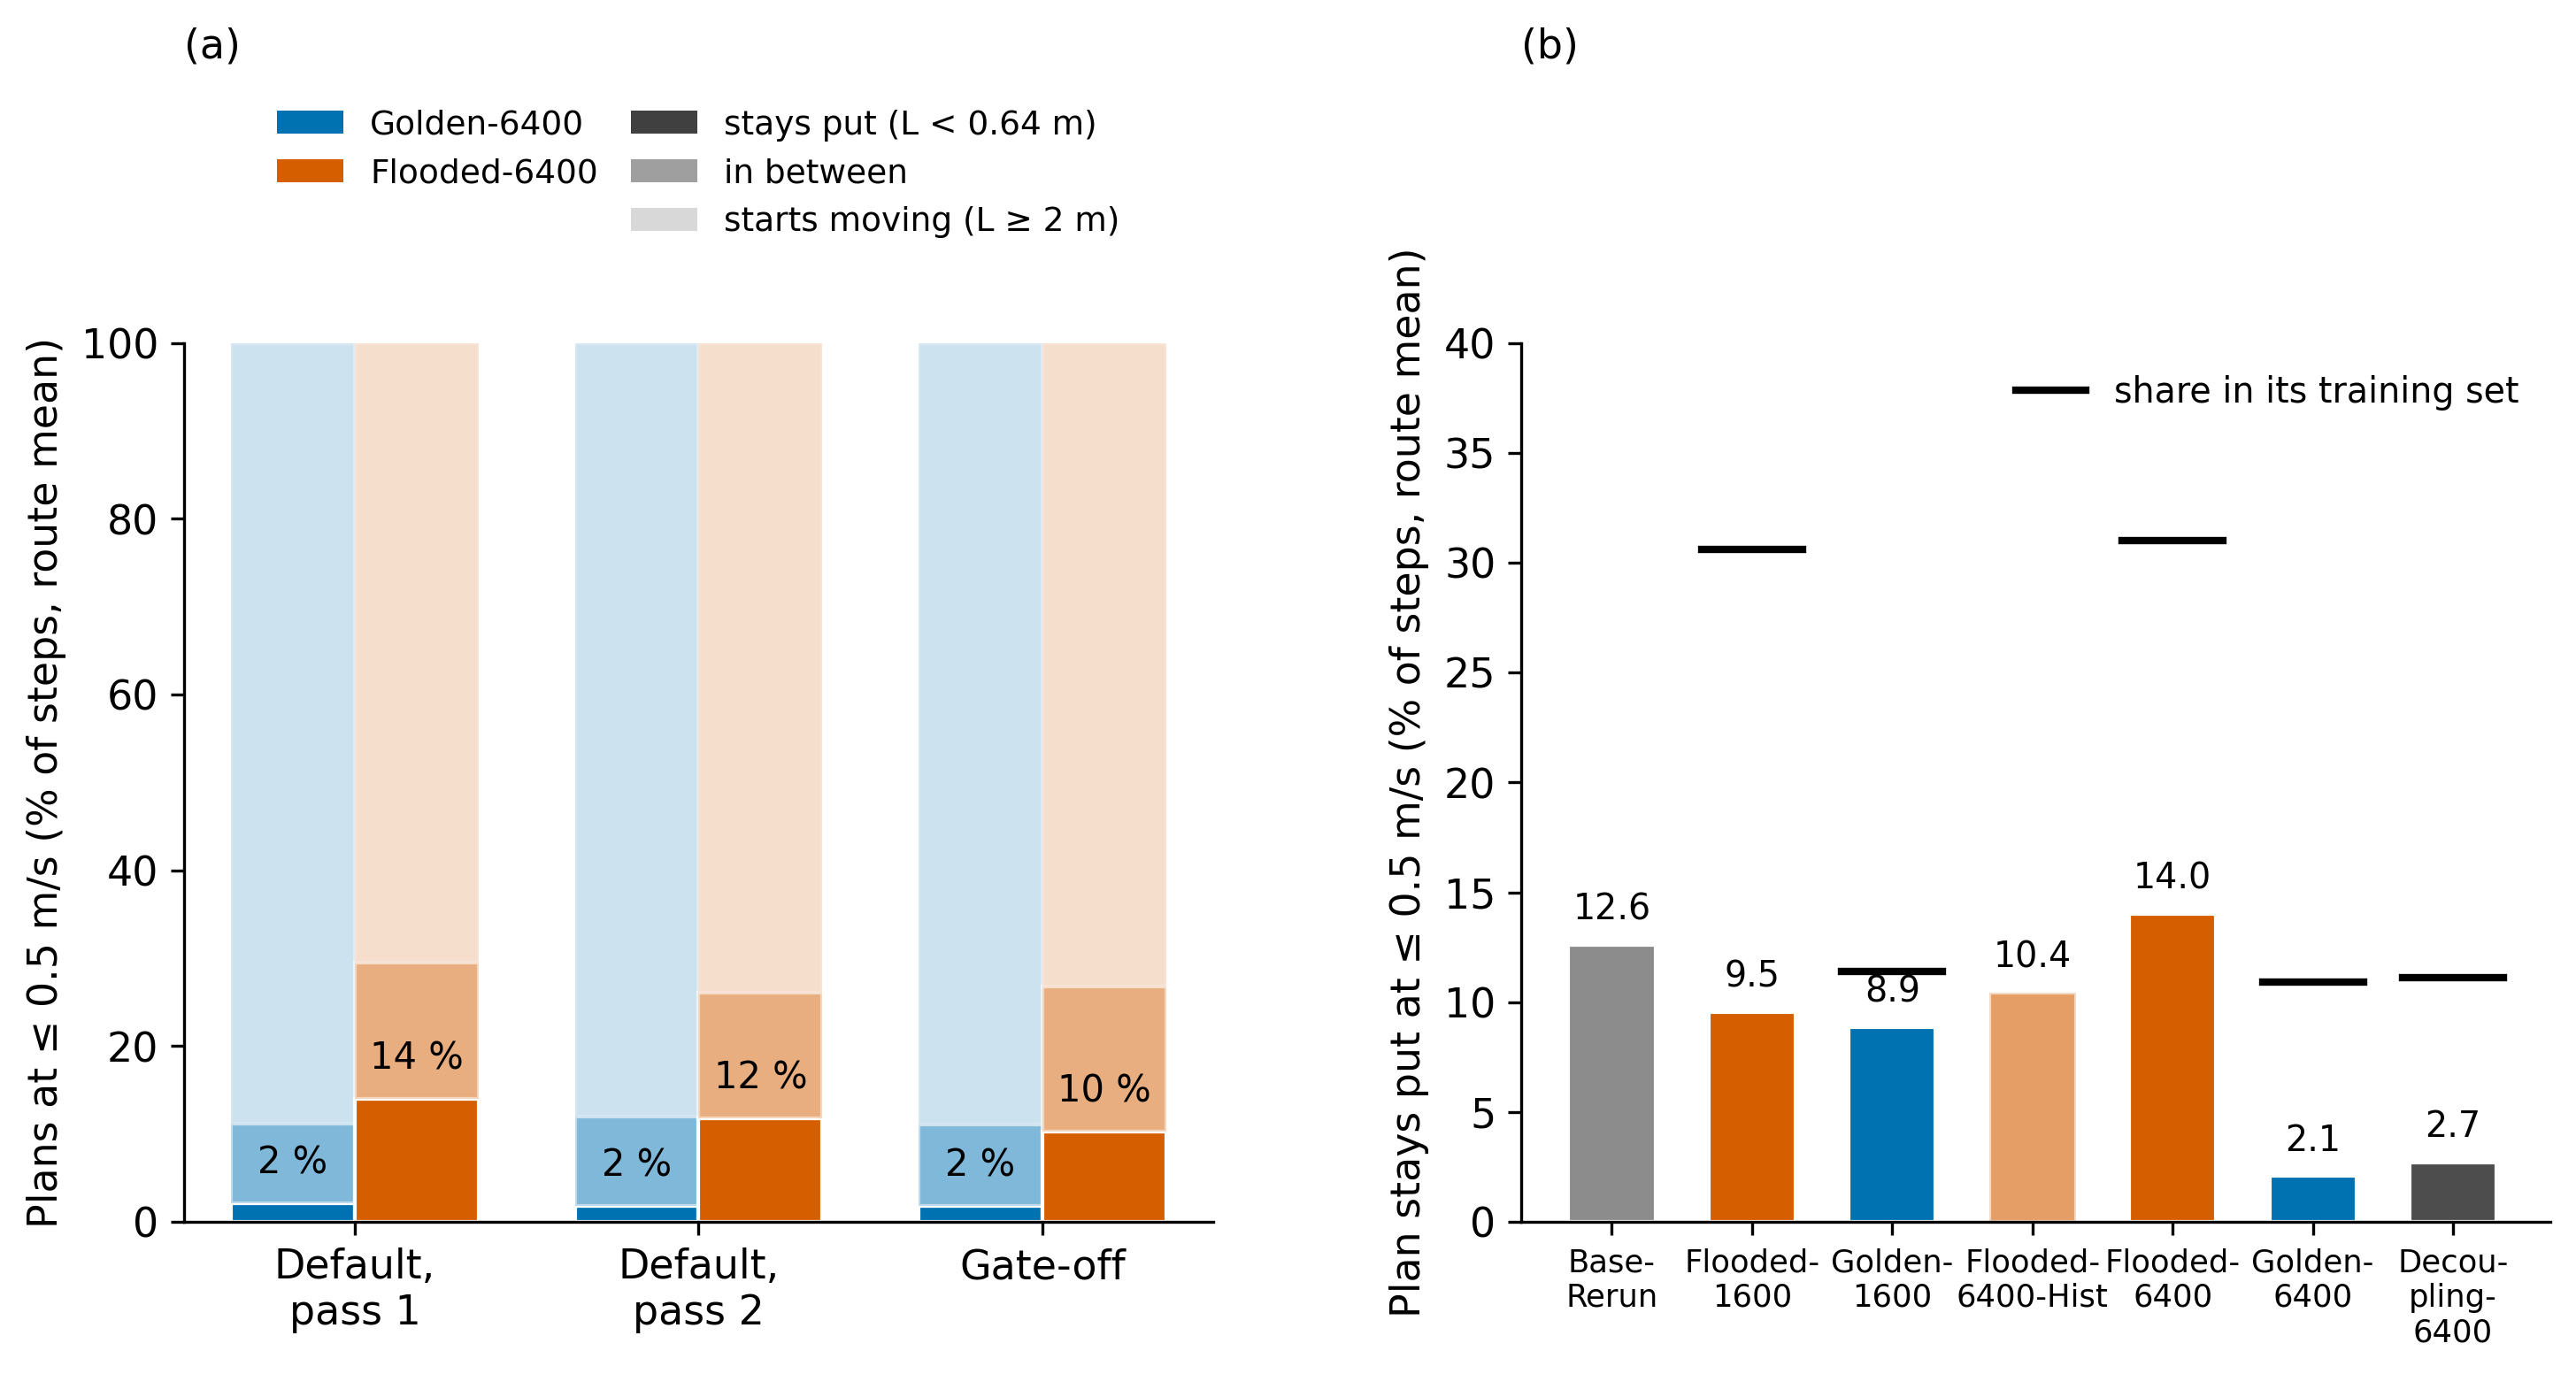 (a)
Golden-6400
Flooded-6400
stays put (L < 0.64 m)
in between
starts moving (L ≥ 2 m)
Plans at ≤ 0.5 m/s (% of steps, route mean)
100
80
60
40
20
0
14 %
12 %
10 %
2 %
2 %
2 %
Default,
pass 1
Default,
pass 2
Gate-off
(b)
share in its training set
Plan stays put at ≤ 0.5 m/s (% of steps, route mean)
40
35
30
25
20
15
10
5
0
12.6
9.5
8.9
10.4
14.0
2.1
2.7
Base-
Rerun
Flooded-
1600
Golden-
1600
Flooded-
6400-Hist
Flooded-
6400
Golden-
6400
Decou-
pling-
6400